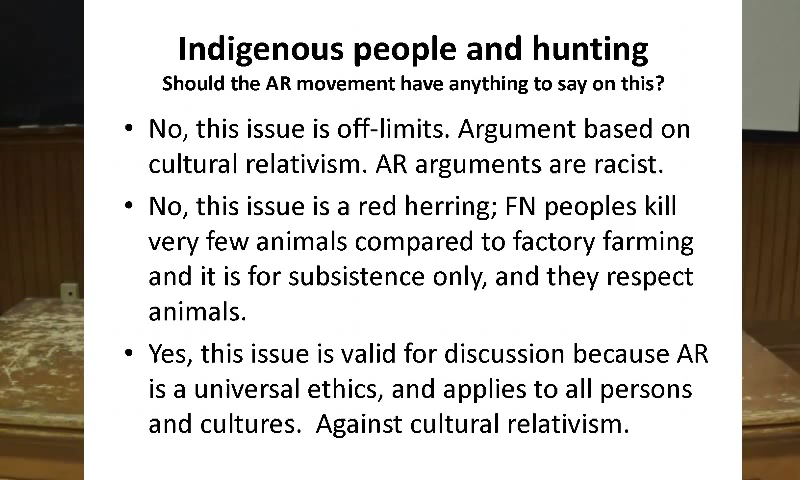 Indigenous people and hunting
Should the AR movement have anything to say on this?
• No, this issue is off-limits. Argument based on
cultural relativism. AR arguments are racist.
• No, this issue is a red herring; FN peoples kill
very few animals compared to factory farming
and it is for subsistence only, and they respect
animals.
• Yes, this issue is valid for discussion because AR
is a universal ethics, and applies to all persons
and cultures.  Against cultural relativism.